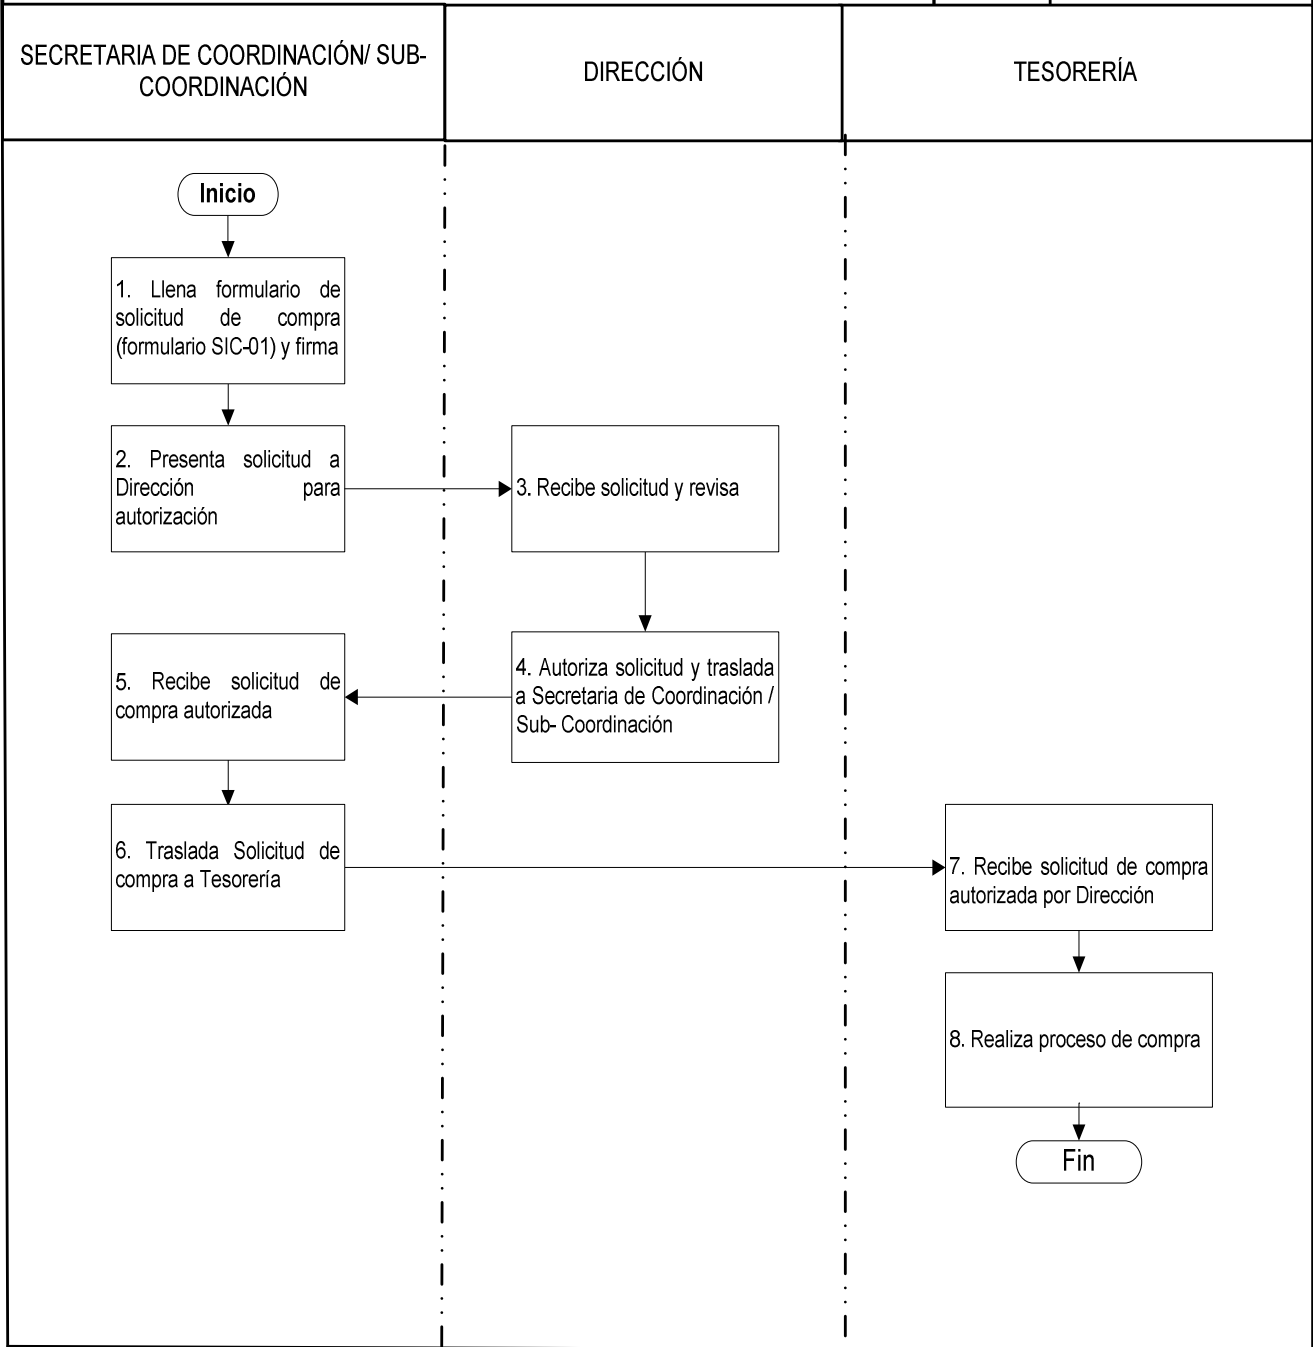 SECRETARIA DE COORDINACIÓN/ SUB-
COORDINACIÓN
DIRECCIÓN
TESORERÍA
Inicio
1. Llena formulario de
solicitud de compra
(formulario SIC-01) y firma
2. Presenta solicitud a
Dirección para
autorización
3. Recibe solicitud y revisa
4. Autoriza solicitud y traslada
a Secretaria de Coordinación /
Sub- Coordinación
5. Recibe solicitud de
compra autorizada
6. Traslada Solicitud de
compra a Tesorería
7. Recibe solicitud de compra
autorizada por Dirección
8. Realiza proceso de compra
Fin